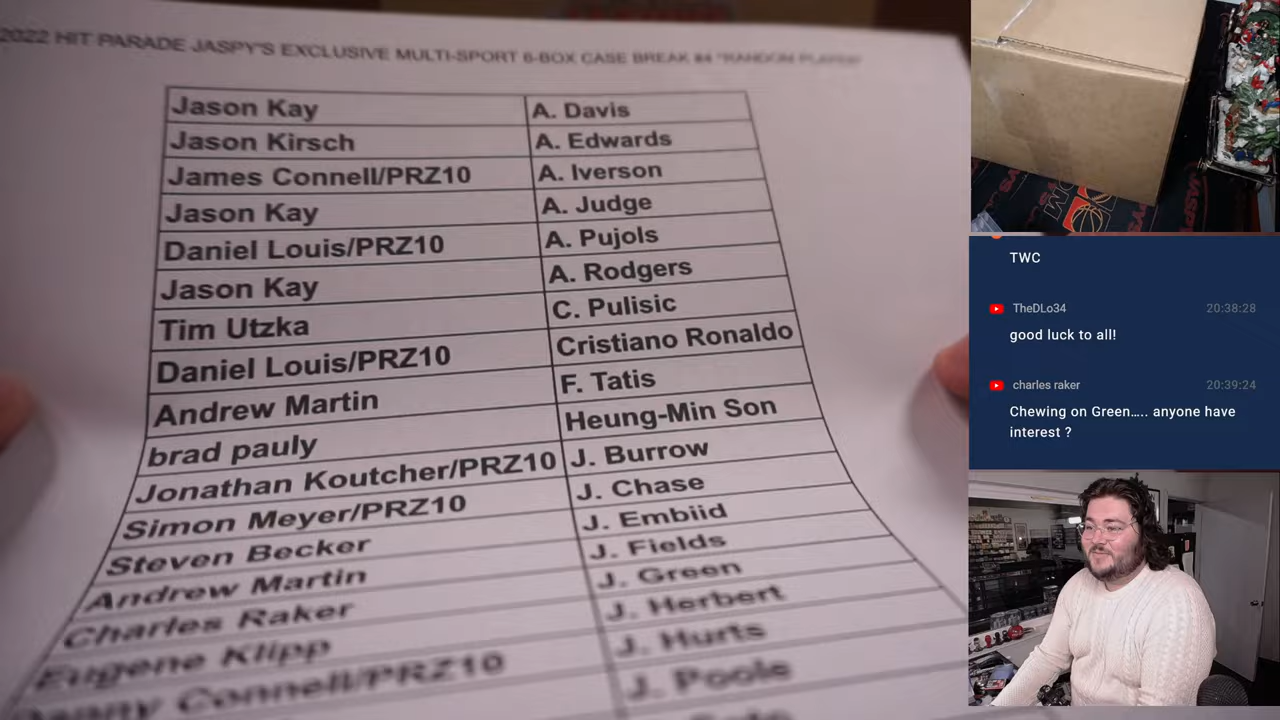 2022 HIT PARADE JASPY'S EXCLUSIVE MULTI-SPORT 6-BOX CASE BREAK #4 "RANDOM PLAYER"
Jason Kay A. Davis
Jason Kirsch A. Edwards
James Connell/PRZ10 A. Iverson
Jason Kay A. Judge
Daniel Louis/PRZ10 A. Pujols
Jason Kay A. Rodgers
Tim Utzka C. Pulisic
Daniel Louis/PRZ10 Cristiano Ronaldo
Andrew Martin F. Tatis
brad pauly Heung-Min Son
Jonathan Koutcher/PRZ10 J. Burrow
Simon Meyer/PRZ10 J. Chase
Steven Becker J. Embiid
Andrew Martin J. Fields
Charles Raker J. Green
Eugene Klipp J. Herbert
Connell/PRZ10 J. Hurts
J. Poole
TWC
TheDLo34 20:38:28
good luck to all!
charles raker 20:39:24
Chewing on Green..... anyone have
interest ?